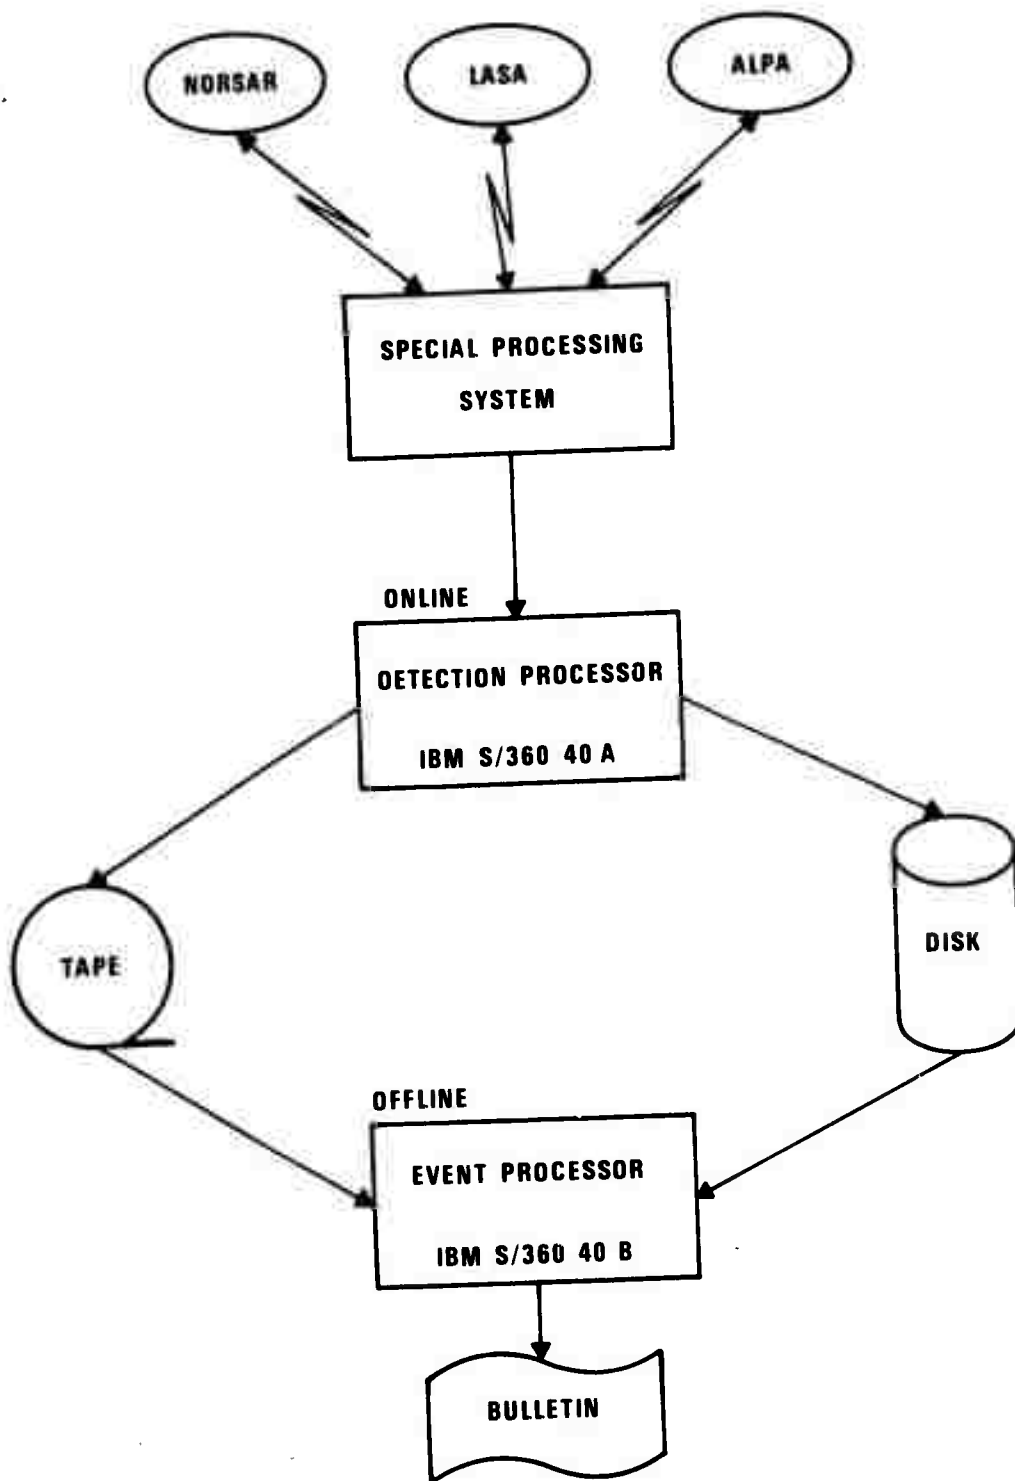 NORSAR
LASA
ALPA
SPECIAL PROCESSING
SYSTEM
ONLINE
DETECTION PROCESSOR
IBM S/360 40 A
TAPE
DISK
OFFLINE
EVENT PROCESSOR
IBM S/360 40 B
BULLETIN